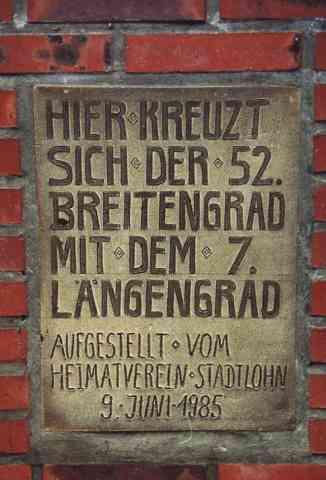 HIER⋄KREUZT
SICH⋄DER⋄52.
BREITENGRAD
MIT⋄DEM⋄7.
LÄNGENGRAD
AUFGESTELLT⋄VOM
HEIMATVEREIN⋄STADTLOHN
9.JUNI·1985